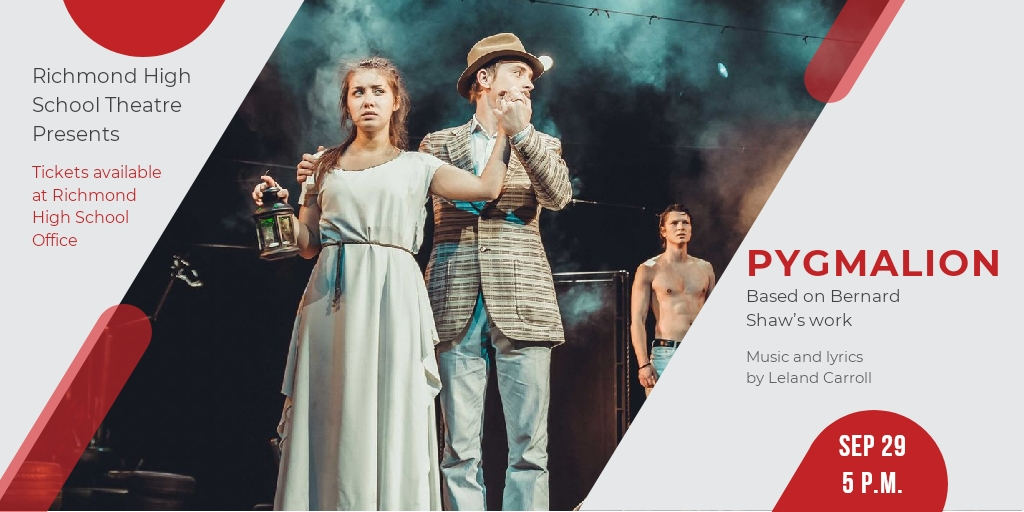 Richmond High
School Theatre
Presents
Tickets available
at Richmond
High School
Office
PYGMALION
Based on Bernard
Shaw’s work
Music and lyrics
by Leland Carroll
SEP 29
5 P.M.